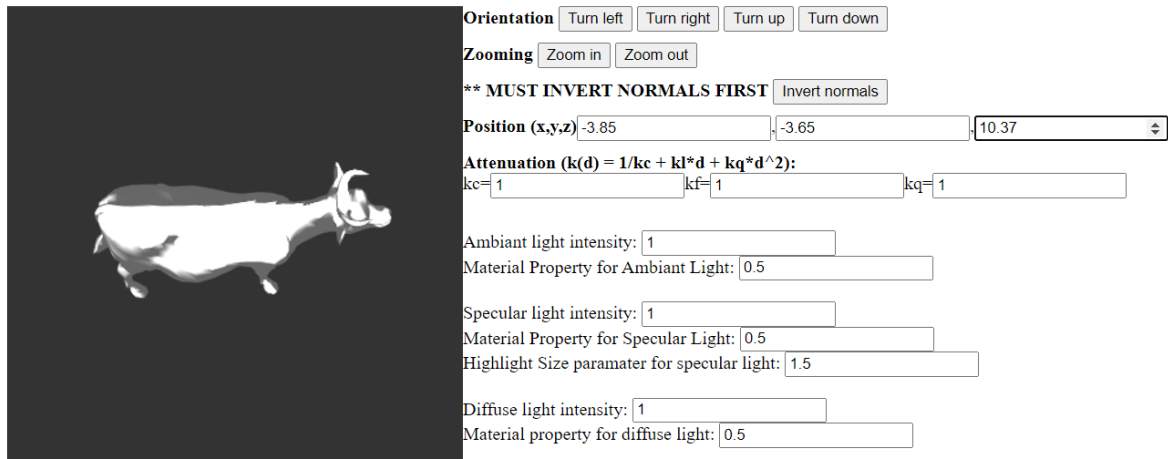 Orientation Turn left Turn right Turn up Turn down
Zooming Zoom in Zoom out
** MUST INVERT NORMALS FIRST Invert normals
Position (x,y,z) -3.85 , -3.65 , 10.37
Attenuation (k(d) = 1/kc + kl*d + kq*d^2):
kc= 1 kf= 1 kq= 1
Ambiant light intensity: 1
Material Property for Ambiant Light: 0.5
Specular light intensity: 1
Material Property for Specular Light: 0.5
Highlight Size paramater for specular light: 1.5
Diffuse light intensity: 1
Material property for diffuse light: 0.5